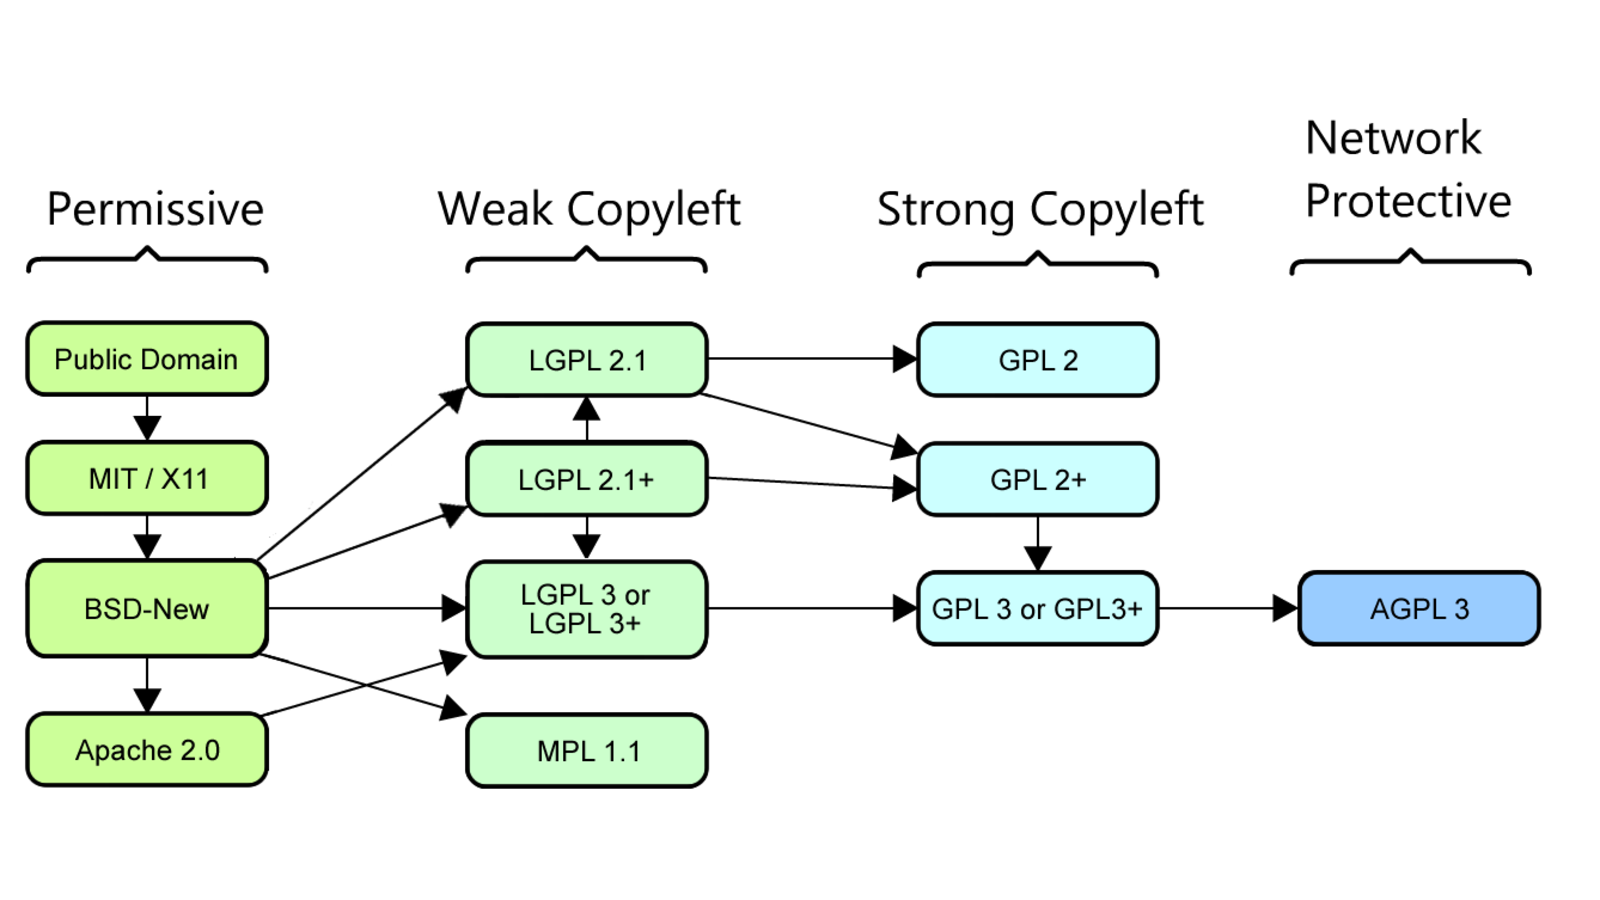 Network
Protective
Permissive
Weak Copyleft
Strong Copyleft
Public Domain
LGPL 2.1
GPL 2
MIT / X11
LGPL 2.1+
GPL 2+
BSD-New
LGPL 3 or
LGPL 3+
GPL 3 or GPL3+
AGPL 3
Apache 2.0
MPL 1.1